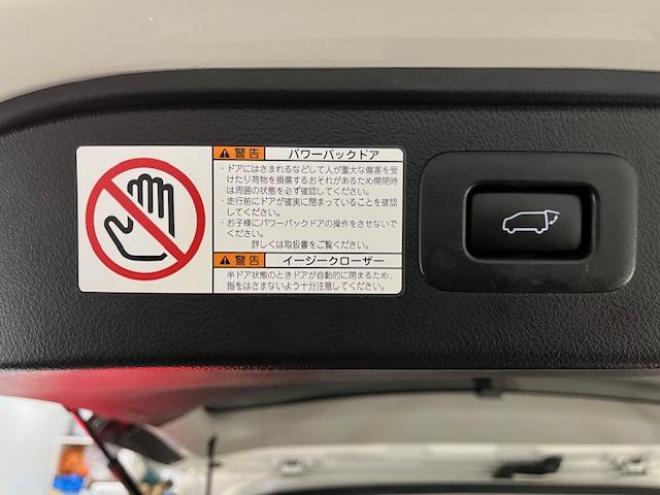 警告 パワーバックドア
・ドアにはさまれるなどして人が重大な傷害を受
けたり荷物を損傷するおそれがあるため開閉時
は周囲の状態を必ず確認してください。
・走行前にドアが確実に閉まっていることを確認
してください。
・お子様にパワーバックドアの操作をさせないで
ください。
詳しくは取扱書をご覧ください。
警告 イージークローザー
半ドア状態のときドアが自動的に閉まるため、
指をはさまないよう十分注意してください。